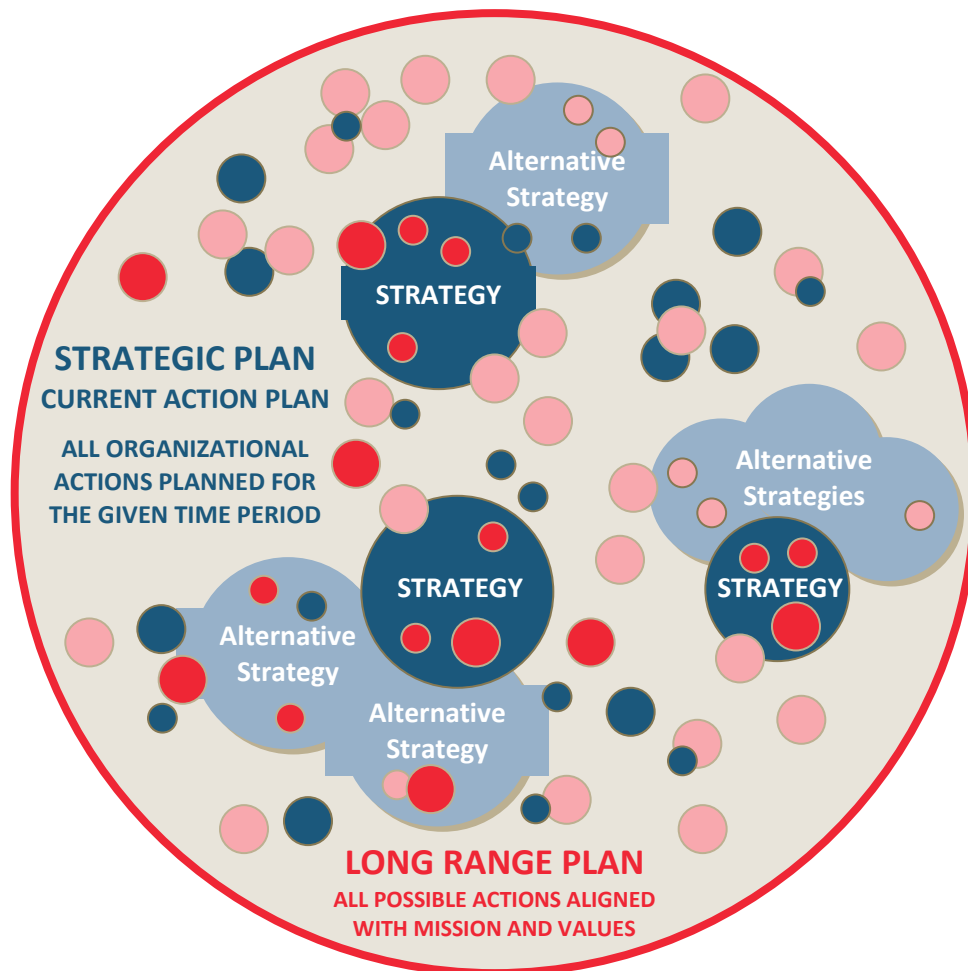 Alternative
Strategy
STRATEGY
STRATEGIC PLAN
CURRENT ACTION PLAN
ALL ORGANIZATIONAL
ACTIONS PLANNED FOR
THE GIVEN TIME PERIOD
Alternative
Strategies
STRATEGY
STRATEGY
Alternative
Strategy
Alternative
Strategy
LONG RANGE PLAN
ALL POSSIBLE ACTIONS ALIGNED
WITH MISSION AND VALUES